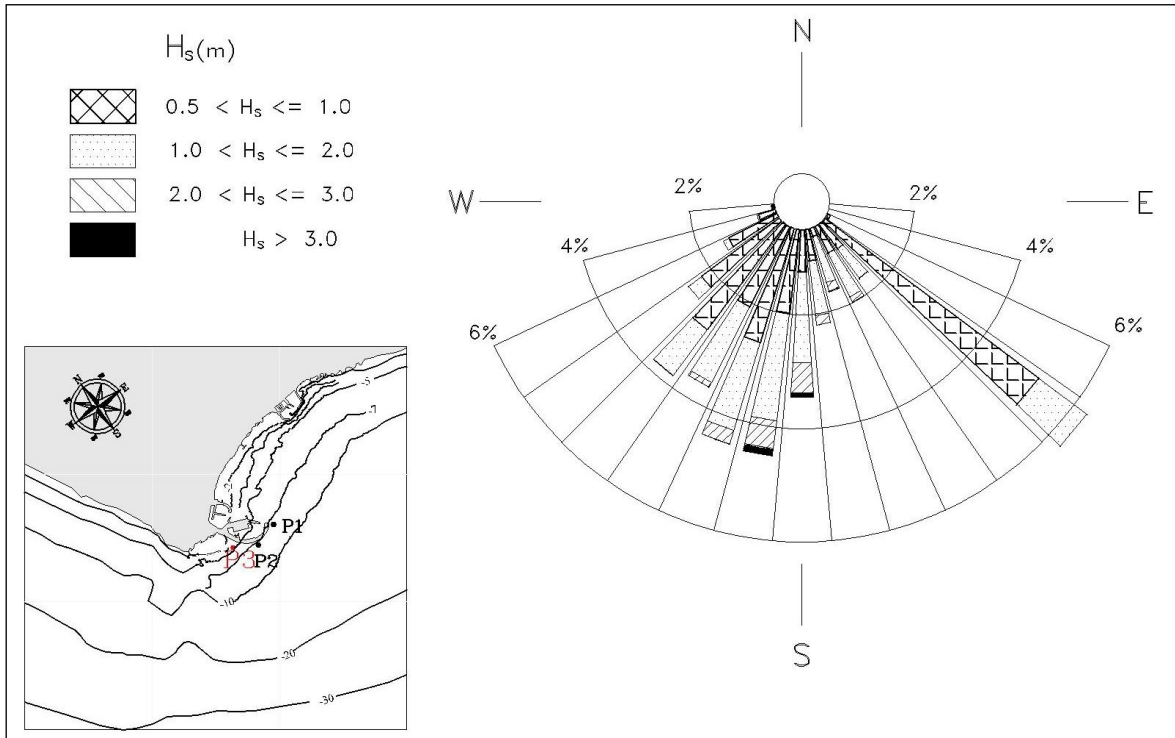 Hs(m)
0.5 < Hs <= 1.0
1.0 < Hs <= 2.0
2.0 < Hs <= 3.0
Hs > 3.0
N
W
E
S
2%
2%
4%
4%
6%
6%
N
-5
-7
P1
P3
P2
-10
-20
-30